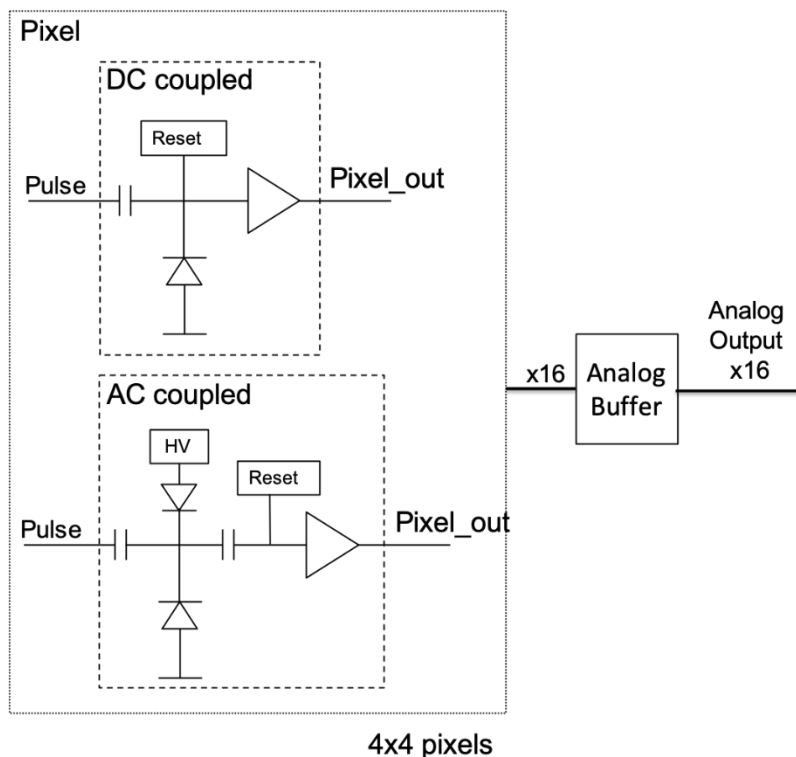 Pixel
DC coupled
Reset
Pulse
Pixel_out
AC coupled
HV
Reset
Pulse
Pixel_out
x16
Analog
Buffer
Analog
Output
x16
4x4 pixels